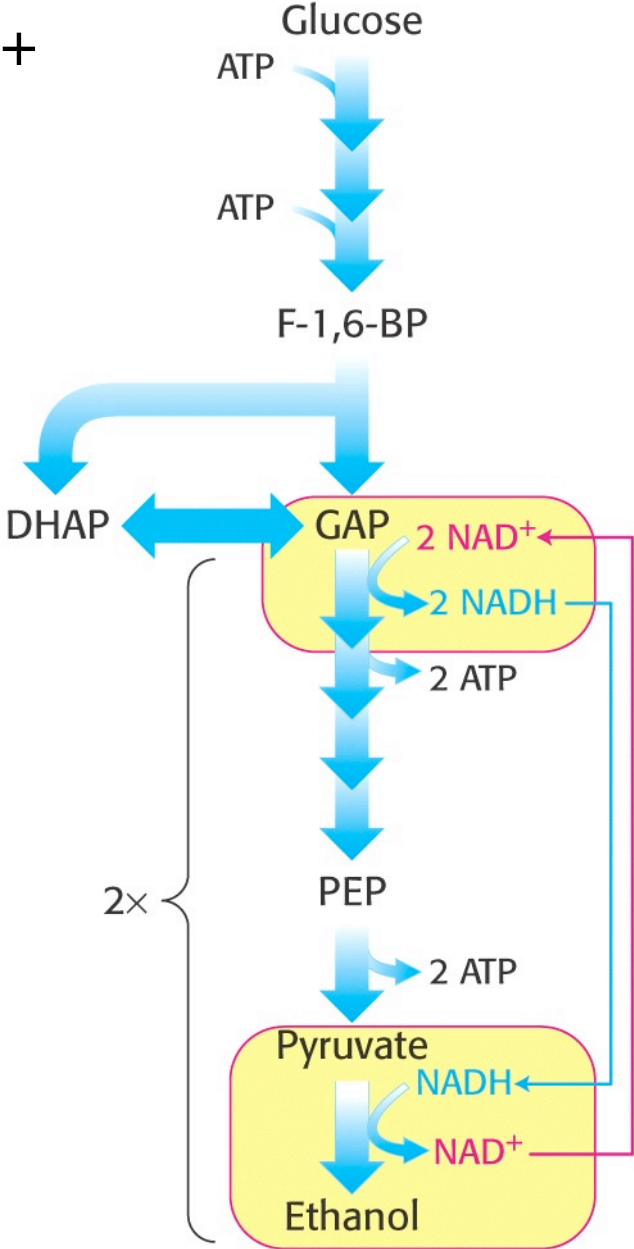 Glucose
+
ATP
ATP
F-1,6-BP
DHAP
GAP
2 NAD⁺
2 NADH
2 ATP
PEP
2×
2 ATP
Pyruvate
NADH
NAD⁺
Ethanol